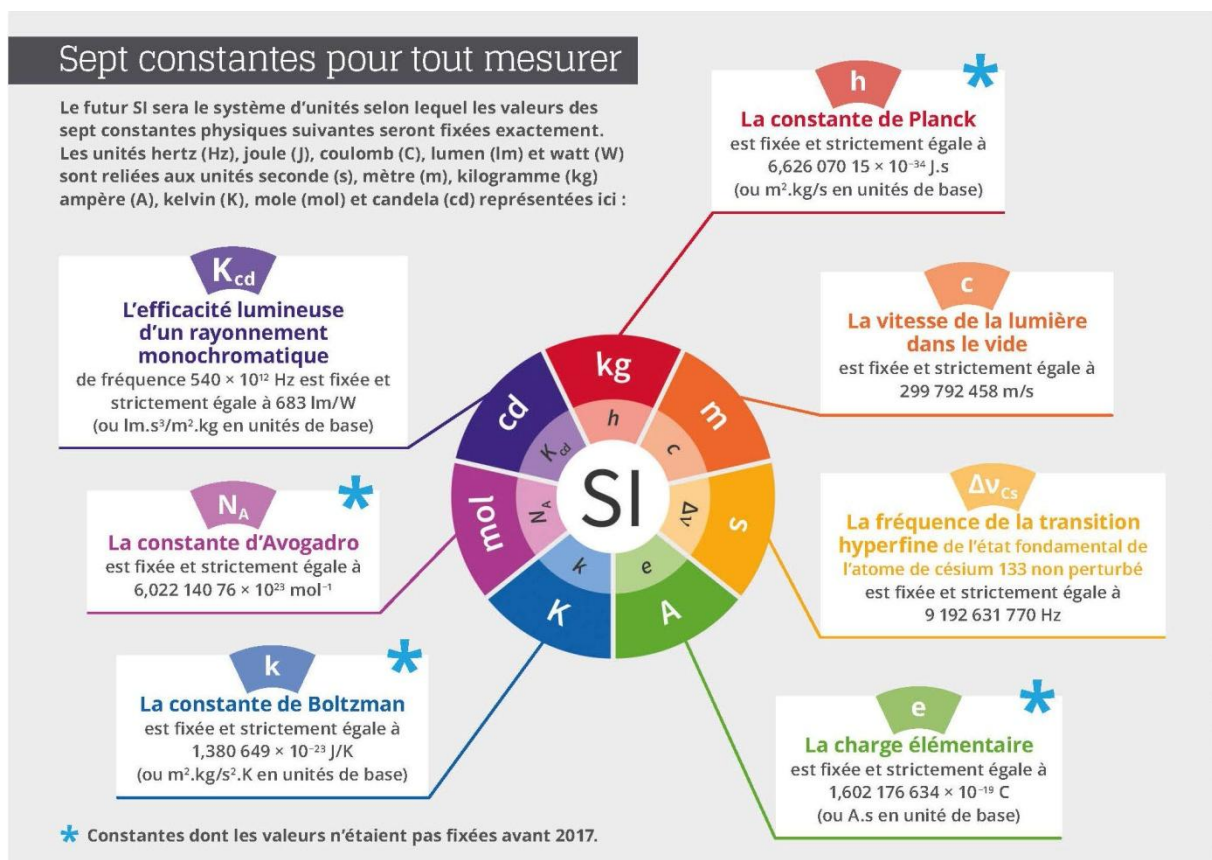 Sept constantes pour tout mesurer
Le futur SI sera le système d’unités selon lequel les valeurs des
sept constantes physiques suivantes seront fixées exactement.
Les unités hertz (Hz), joule (J), coulomb (C), lumen (lm) et watt (W)
sont reliées aux unités seconde (s), mètre (m), kilogramme (kg)
ampère (A), kelvin (K), mole (mol) et candela (cd) représentées ici :
h
*
La constante de Planck
est fixée et strictement égale à
6,626 070 15 × 10⁻³⁴ J.s
(ou m².kg/s en unités de base)
K_cd
L’efficacité lumineuse
d’un rayonnement
monochromatique
de fréquence 540 × 10¹² Hz est fixée et
strictement égale à 683 lm/W
(ou lm.s³/m².kg en unités de base)
c
La vitesse de la lumière
dans le vide
est fixée et strictement égale à
299 792 458 m/s
kg
m
s
A
K
mol
cd
h
c
Δν
e
k
N_A
K_cd
SI
N_A
*
La constante d’Avogadro
est fixée et strictement égale à
6,022 140 76 × 10²³ mol⁻¹
Δν_Cs
La fréquence de la transition
hyperfine de l’état fondamental de
l’atome de césium 133 non perturbé
est fixée et strictement égale à
9 192 631 770 Hz
k
*
La constante de Boltzman
est fixée et strictement égale à
1,380 649 × 10⁻²³ J/K
(ou m².kg/s².K en unités de base)
e
*
La charge élémentaire
est fixée et strictement égale à
1,602 176 634 × 10⁻¹⁹ C
(ou A.s en unité de base)
* Constantes dont les valeurs n’étaient pas fixées avant 2017.